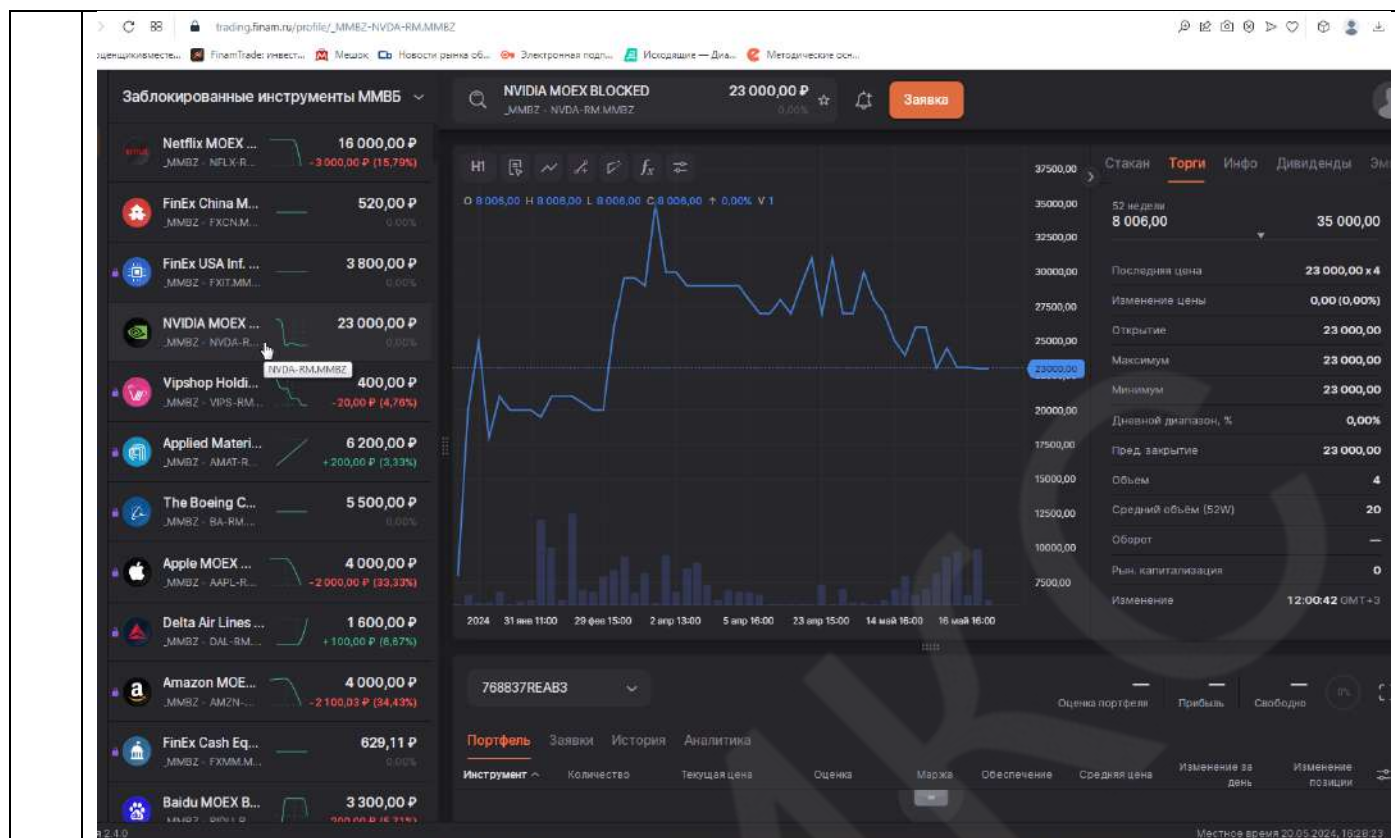 trading.finam.ru/profile/_MMBZ-NVDA-RM.MMBZ
оценщикивместе... FinamTrade: инвест... Мешок Новости рынка об... Электронная подп... Исходящие — Диа... Методические осн...
Заблокированные инструменты ММВБ
NVIDIA MOEX BLOCKED 23 000,00 ₽ Заявка
_MMBZ - NVDA-RM.MMBZ 0,00%
Netflix MOEX ... 16 000,00 ₽
_MMBZ - NFLX-R... -3 000,00 ₽ (15,79%)
FinEx China M... 520,00 ₽
_MMBZ - FXCN.M... 0,00%
FinEx USA Inf. ... 3 800,00 ₽
_MMBZ - FXIT.MM... 0,00%
NVIDIA MOEX ... 23 000,00 ₽
_MMBZ - NVDA-R... 0,00%
NVDA-RM.MMBZ
Vipshop Holdi... 400,00 ₽
_MMBZ - VIPS-RM... -20,00 ₽ (4,76%)
Applied Materi... 6 200,00 ₽
_MMBZ - AMAT-R... +200,00 ₽ (3,33%)
The Boeing C... 5 500,00 ₽
_MMBZ - BA-RM.... 0,00%
Apple MOEX ... 4 000,00 ₽
_MMBZ - AAPL-R... -2 000,00 ₽ (33,33%)
Delta Air Lines ... 1 600,00 ₽
_MMBZ - DAL-RM... +100,00 ₽ (6,67%)
Amazon MOE... 4 000,00 ₽
_MMBZ - AMZN-... -2 100,03 ₽ (34,43%)
FinEx Cash Eq... 629,11 ₽
_MMBZ - FXMM.M... 0,00%
Baidu MOEX B... 3 300,00 ₽
H1
O 8 006,00 H 8 006,00 L 8 006,00 C 8 006,00 ↑ 0,00% V 1
37500,00
35000,00
32500,00
30000,00
27500,00
25000,00
23000,00
20000,00
17500,00
15000,00
12500,00
10000,00
7500,00
2024 31 янв 11:00 29 фев 15:00 2 апр 13:00 5 апр 16:00 23 апр 15:00 14 май 16:00 16 май 16:00
Стакан Торги Инфо Дивиденды Эм
52 недели
8 006,00 35 000,00
Последняя цена 23 000,00 x 4
Изменение цены 0,00 (0,00%)
Открытие 23 000,00
Максимум 23 000,00
Минимум 23 000,00
Дневной диапазон, % 0,00%
Пред. закрытие 23 000,00
Объем 4
Средний объём (52W) 20
Оборот —
Рын. капитализация 0
Изменение 12:00:42 GMT+3
768837REAB3
— — — 0%
Оценка портфеля Прибыль Свободно
Портфель Заявки История Аналитика
Инструмент Количество Текущая цена Оценка Маржа Обеспечение Средняя цена Изменение за день Изменение позиции
2.4.0 Местное время 20.05.2024, 16:28:23